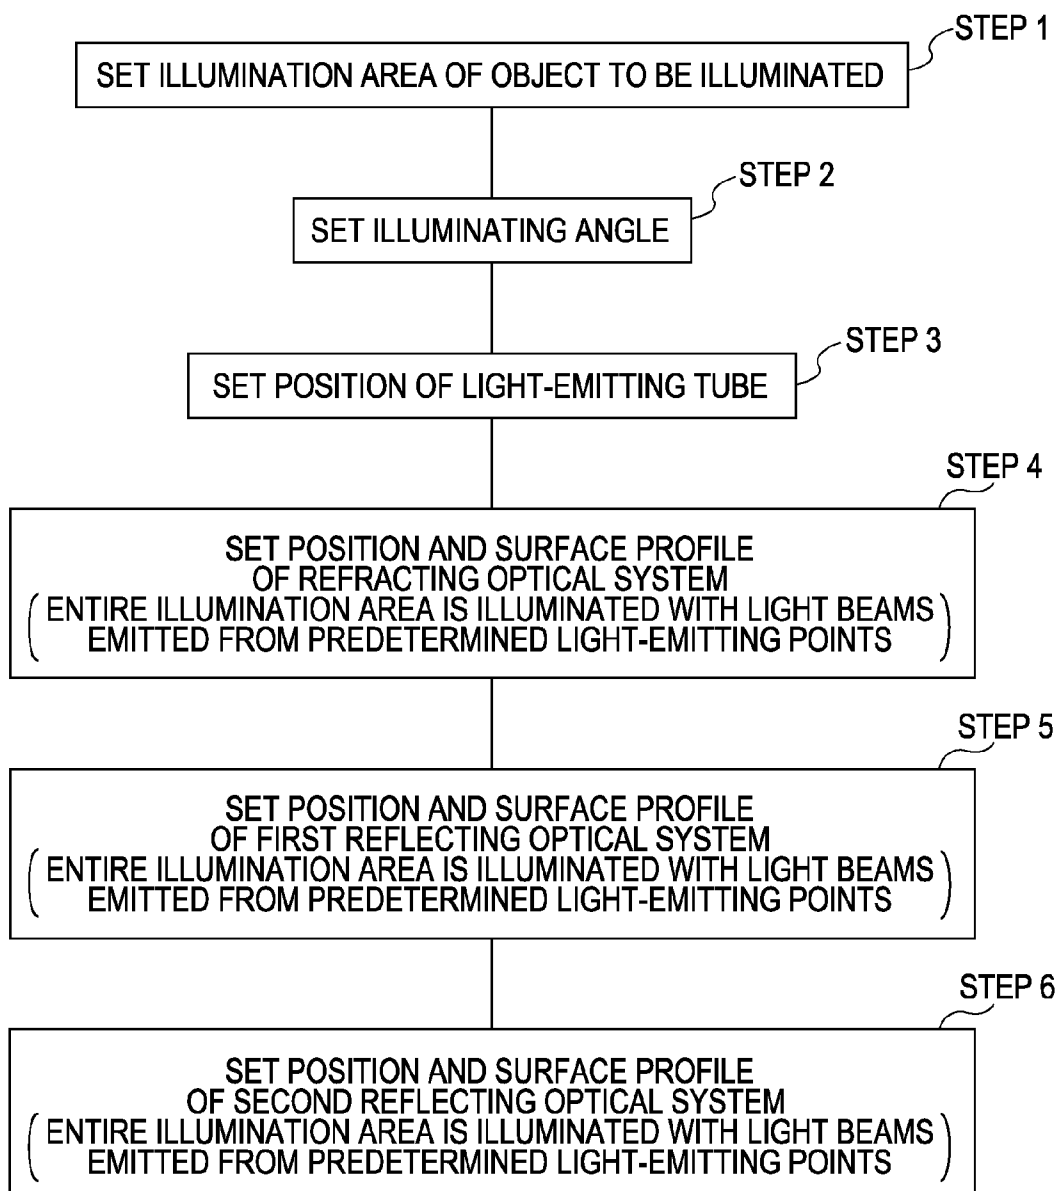 STEP 1
SET ILLUMINATION AREA OF OBJECT TO BE ILLUMINATED
STEP 2
SET ILLUMINATING ANGLE
STEP 3
SET POSITION OF LIGHT-EMITTING TUBE
STEP 4
SET POSITION AND SURFACE PROFILE
OF REFRACTING OPTICAL SYSTEM
( ENTIRE ILLUMINATION AREA IS ILLUMINATED WITH LIGHT BEAMS
EMITTED FROM PREDETERMINED LIGHT-EMITTING POINTS )
STEP 5
SET POSITION AND SURFACE PROFILE
OF FIRST REFLECTING OPTICAL SYSTEM
( ENTIRE ILLUMINATION AREA IS ILLUMINATED WITH LIGHT BEAMS
EMITTED FROM PREDETERMINED LIGHT-EMITTING POINTS )
STEP 6
SET POSITION AND SURFACE PROFILE
OF SECOND REFLECTING OPTICAL SYSTEM
( ENTIRE ILLUMINATION AREA IS ILLUMINATED WITH LIGHT BEAMS
EMITTED FROM PREDETERMINED LIGHT-EMITTING POINTS )